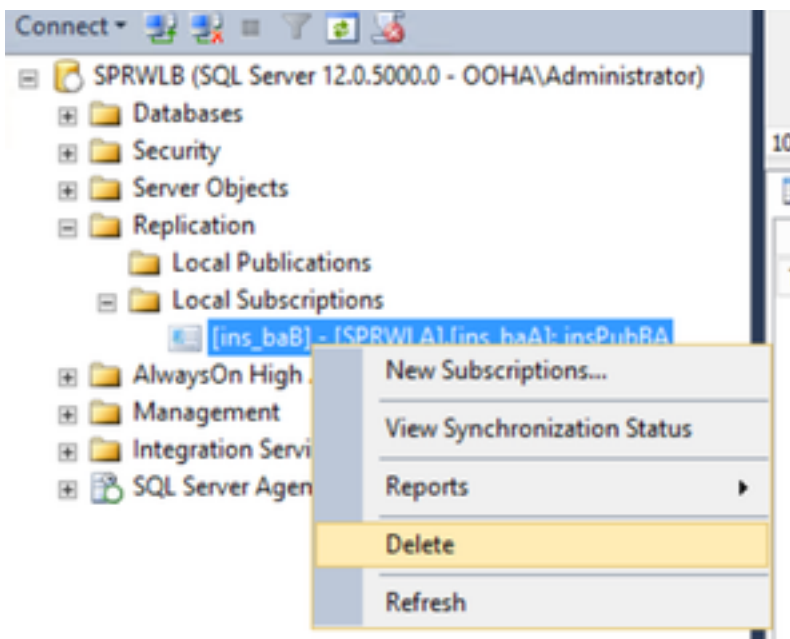 Connect
SPRWLB (SQL Server 12.0.5000.0 - OOHA\Administrator)
Databases
Security
Server Objects
Replication
Local Publications
Local Subscriptions
[ins_baB] - [SPRWLA].[ins_baA]: insPubBA
AlwaysOn High
Management
Integration Servi
SQL Server Agen
New Subscriptions...
View Synchronization Status
Reports
Delete
Refresh
10